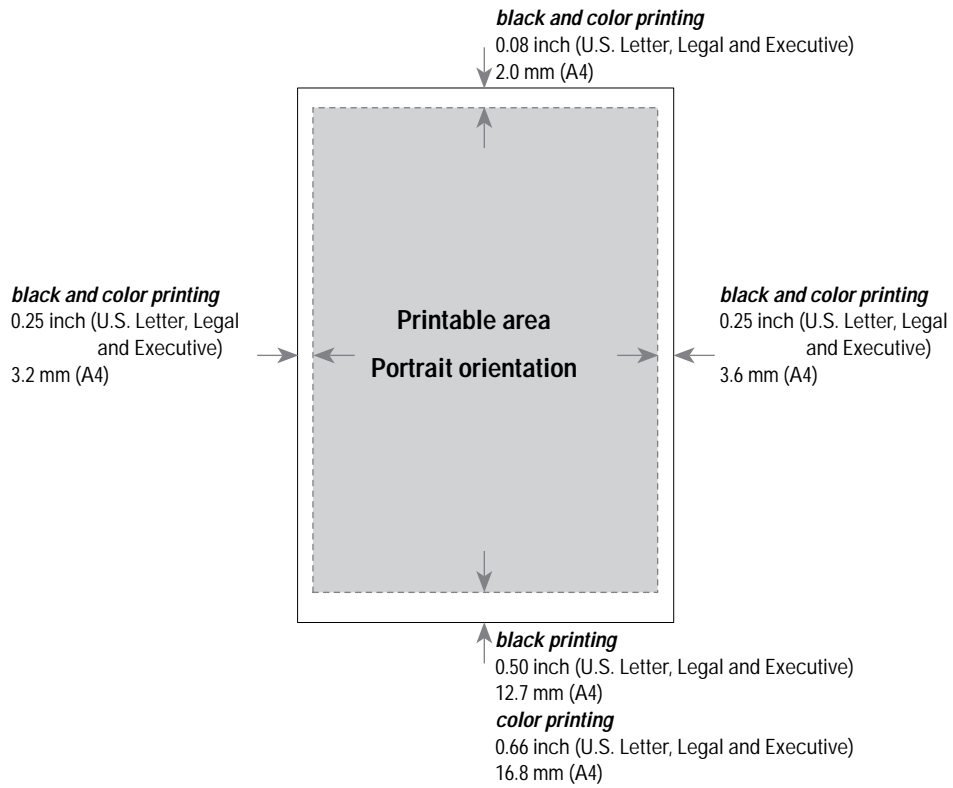 black and color printing
0.08 inch (U.S. Letter, Legal and Executive)
2.0 mm (A4)
black and color printing
0.25 inch (U.S. Letter, Legal
and Executive)
3.2 mm (A4)
Printable area
Portrait orientation
black and color printing
0.25 inch (U.S. Letter, Legal
and Executive)
3.6 mm (A4)
black printing
0.50 inch (U.S. Letter, Legal and Executive)
12.7 mm (A4)
color printing
0.66 inch (U.S. Letter, Legal and Executive)
16.8 mm (A4)